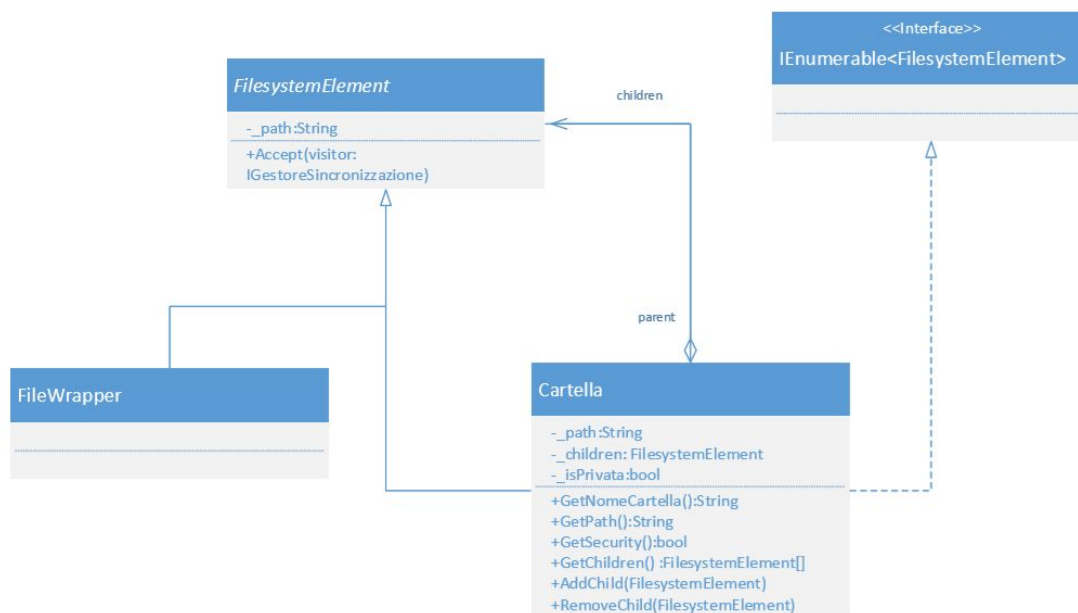 <<Interface>>
IEnumerable<FilesystemElement>
FilesystemElement
-_path:String
+Accept(visitor:
IGestoreSincronizzazione)
children
parent
FileWrapper
Cartella
-_path:String
-_children: FilesystemElement
-_isPrivata:bool
+GetNomeCartella():String
+GetPath():String
+GetSecurity():bool
+GetChildren() :FilesystemElement[]
+AddChild(FilesystemElement)
+RemoveChild(FilesystemElement)